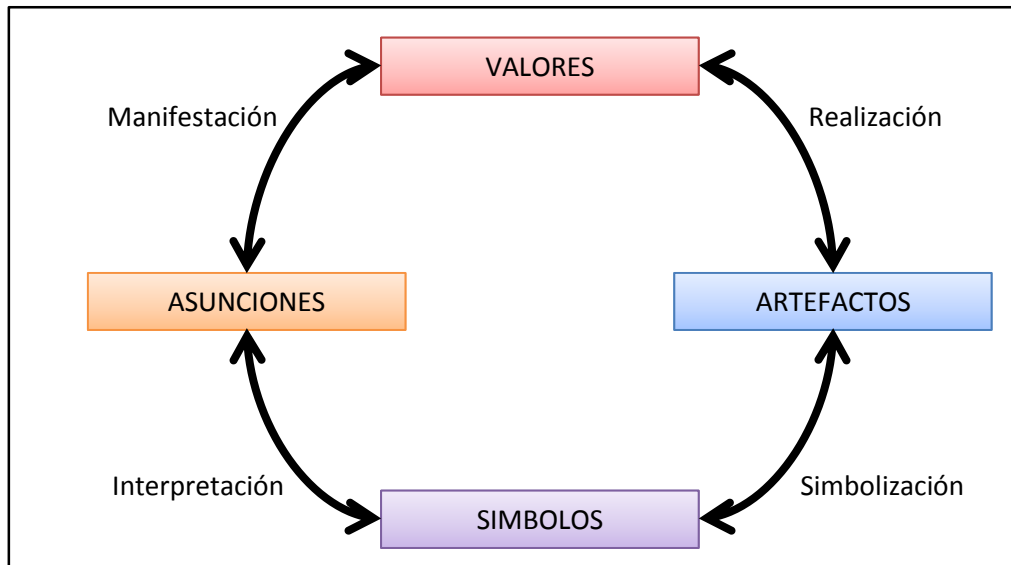 VALORES
Manifestación
Realización
ASUNCIONES
ARTEFACTOS
Interpretación
Simbolización
SIMBOLOS